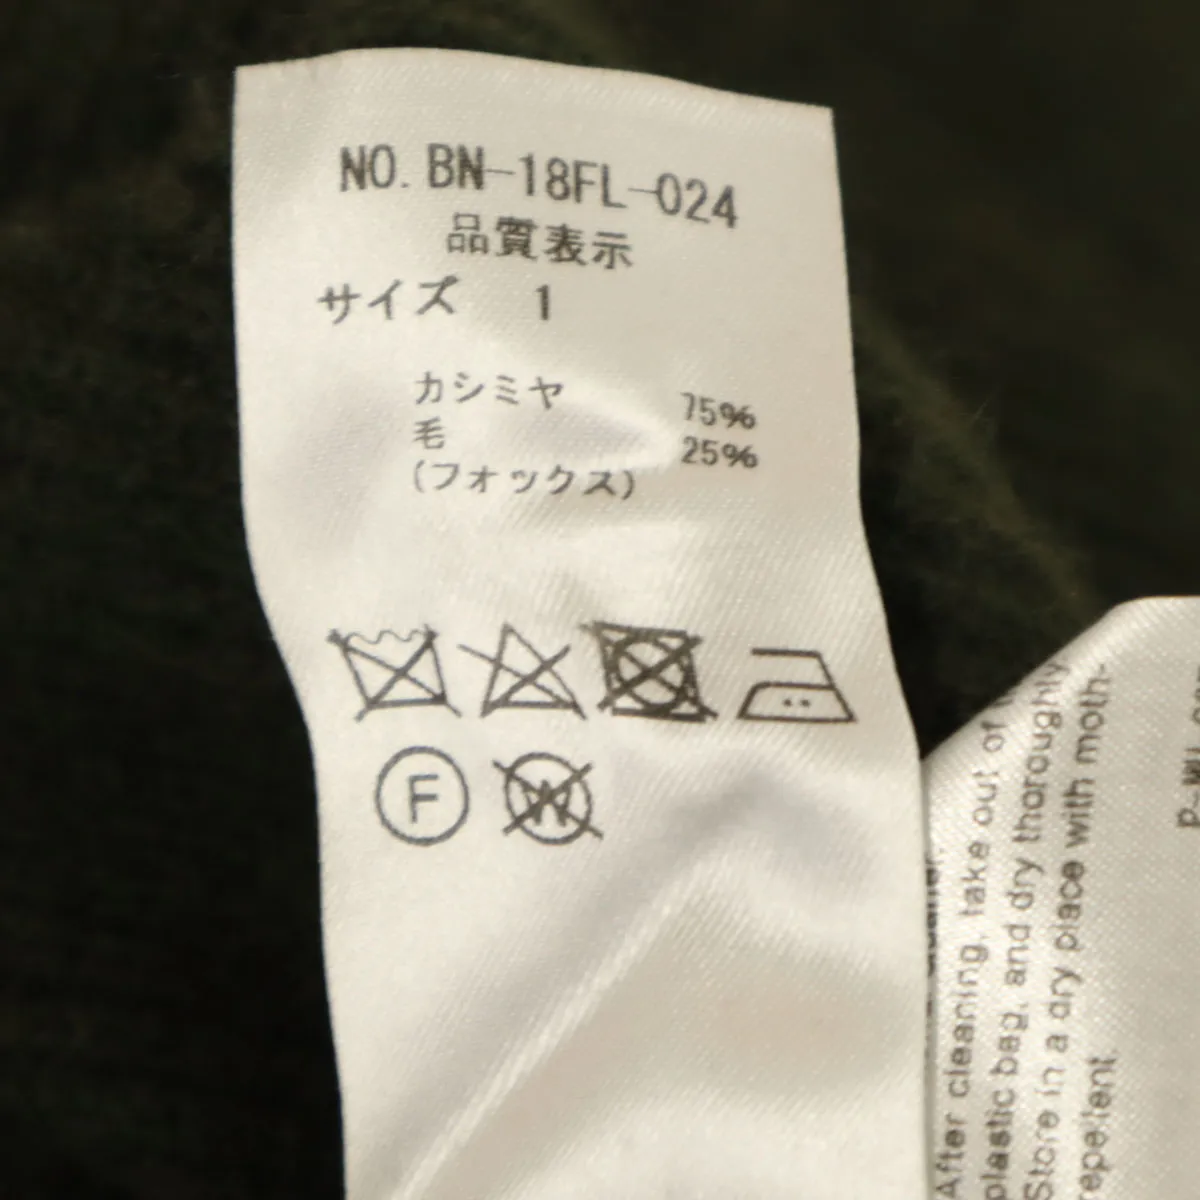 NO. BN-18FL-024
品質表示
サイズ 1
カシミヤ 75%
毛 25%
(フォックス)
F
W
After cleaning, take out of
plastic bag, and dry thoroughly
Store in a dry place with moth-
repellent.